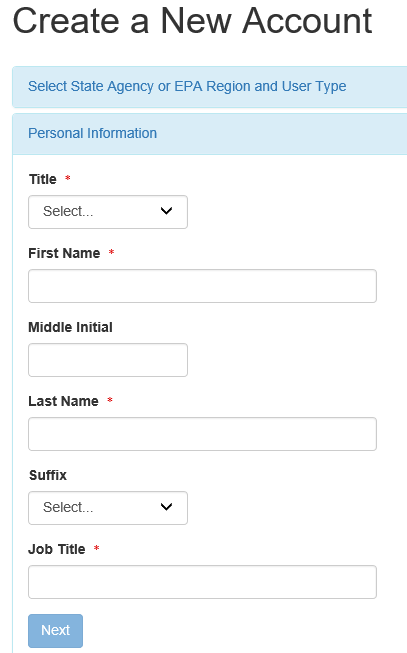 Create a New Account
Select State Agency or EPA Region and User Type
Personal Information
Title *
Select...
First Name *
Middle Initial
Last Name *
Suffix
Select...
Job Title *
Next